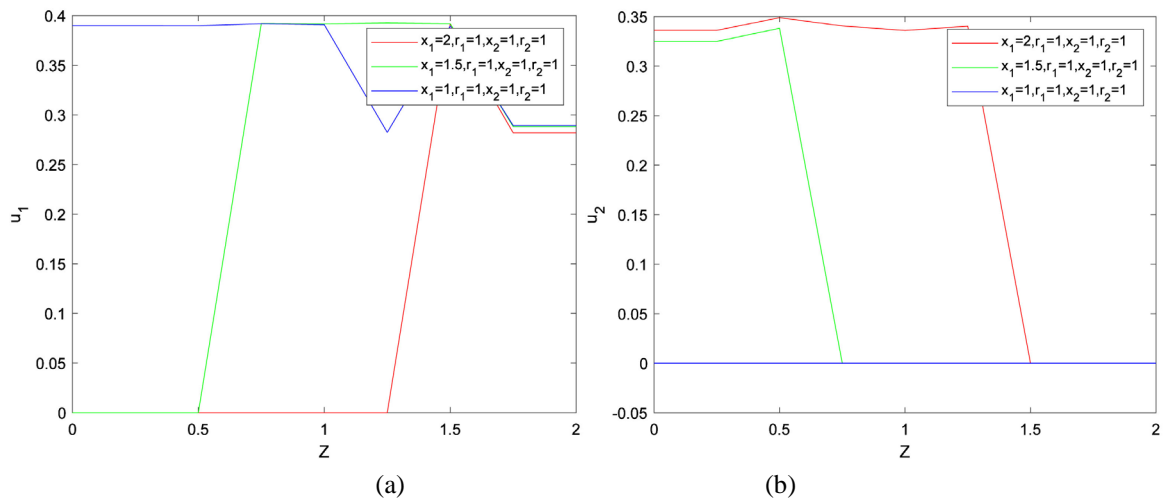 0.4
0.35
0.3
0.25
0.2
0.15
0.1
0.05
0
u1
0
0.5
1
1.5
2
Z
x1=2,r1=1,x2=1,r2=1
x1=1.5,r1=1,x2=1,r2=1
x1=1,r1=1,x2=1,r2=1
(a)
0.35
0.3
0.25
0.2
0.15
0.1
0.05
0
-0.05
u2
0
0.5
1
1.5
2
Z
x1=2,r1=1,x2=1,r2=1
x1=1.5,r1=1,x2=1,r2=1
x1=1,r1=1,x2=1,r2=1
(b)